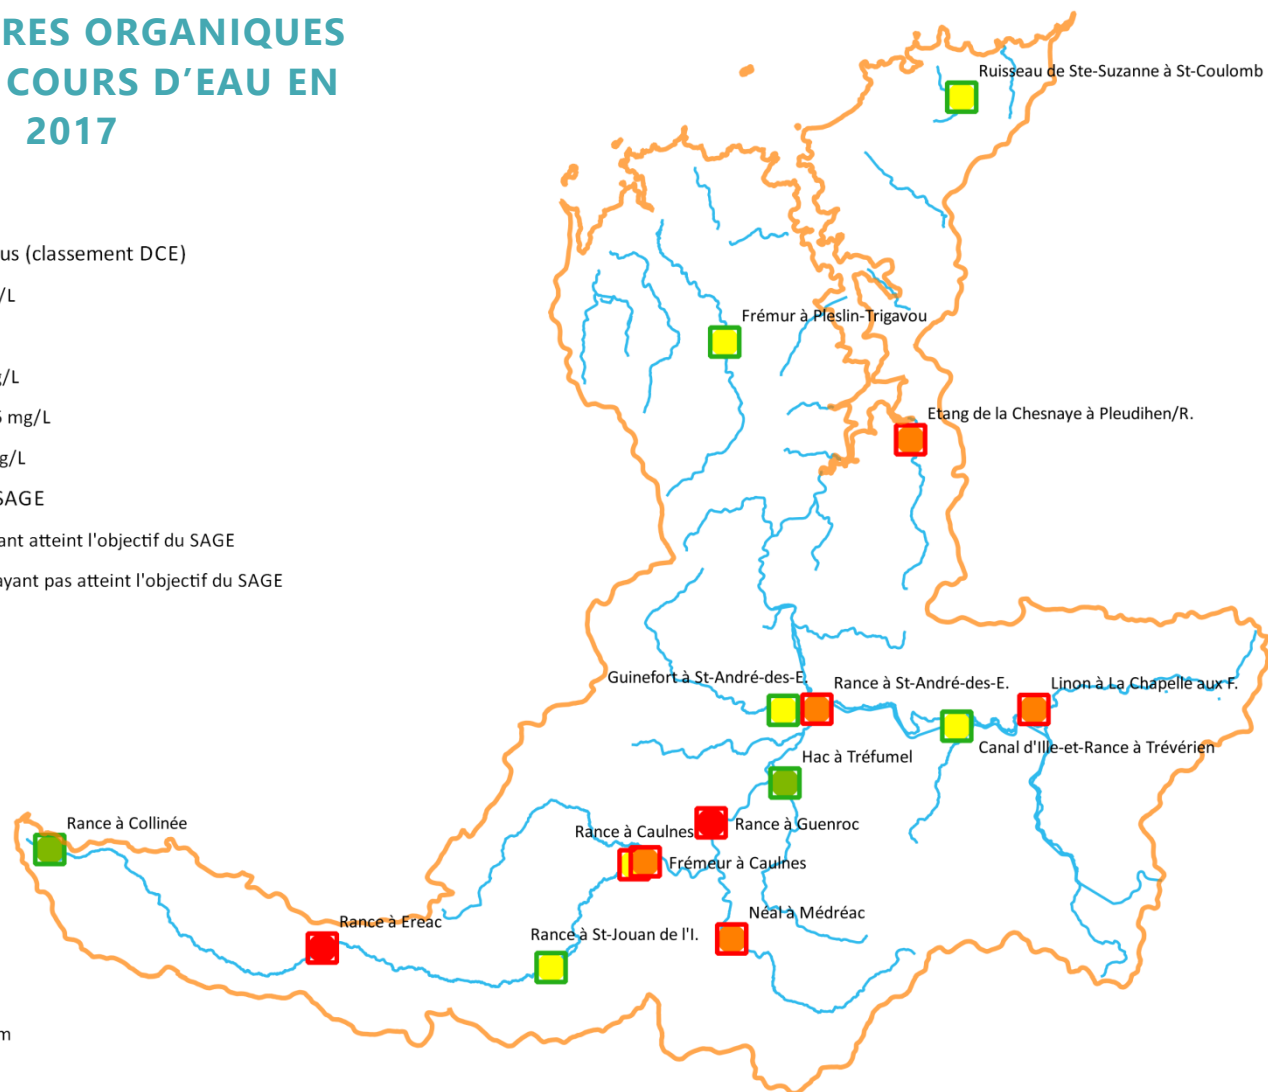 RES ORGANIQUES
COURS D'EAU EN
2017
us (classement DCE)
/L
g/L
mg/L
g/L
SAGE
ant atteint l'objectif du SAGE
ayant pas atteint l'objectif du SAGE
m
Ruisseau de Ste-Suzanne à St-Coulomb
Frémur à Pleslin-Trigavou
Etang de la Chesnaye à Pleudihen/R.
Guinefort à St-André-des-E.
Rance à St-André-des-E.
Linon à La Chapelle aux F.
Canal d'Ille-et-Rance à Trévérien
Hac à Tréfumel
Rance à Collinée
Rance à Caulnes
Rance à Guenroc
Frémeur à Caulnes
Néal à Médréac
Rance à Ereac
Rance à St-Jouan de l'I.